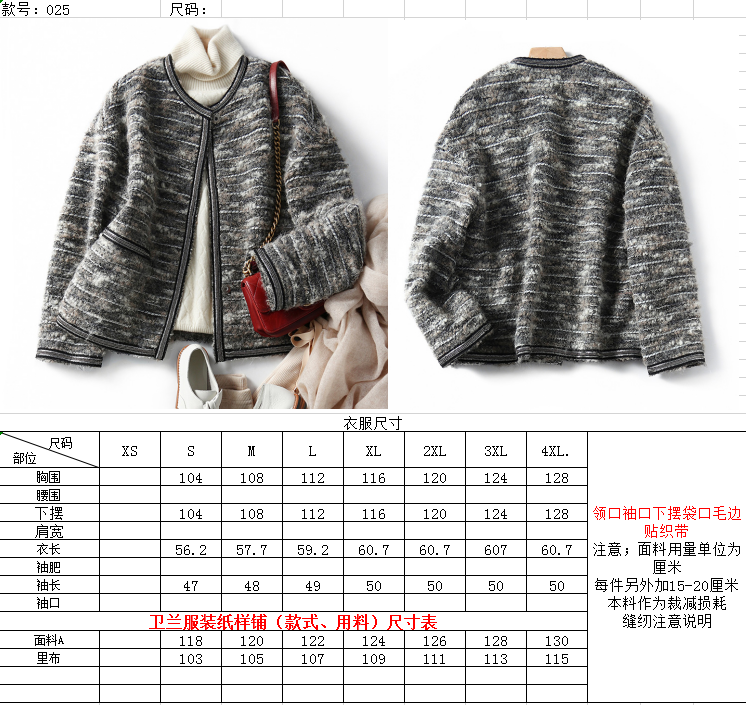 款号：025 尺码：
衣服尺寸
尺码
部位 XS S M L XL 2XL 3XL 4XL.
胸围 104 108 112 116 120 124 128
腰围
下摆 104 108 112 116 120 124 128
肩宽
衣长 56.2 57.7 59.2 60.7 60.7 607 60.7
袖肥
袖长 47 48 49 50 50 50 50
袖口
卫兰服装纸样铺（款式、用料）尺寸表
面料A 118 120 122 124 126 128 130
里布 103 105 107 109 111 113 115
领口袖口下摆袋口毛边
贴织带
注意；面料用量单位为
厘米
每件另外加15-20厘米
本料作为裁减损耗
缝纫注意说明